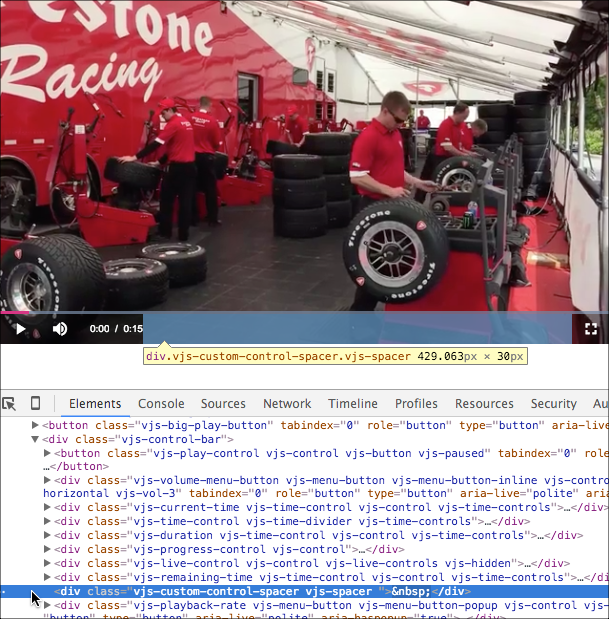 restone
Racing
Firestone
Firestone
0:00 / 0:15
div.vjs-custom-control-spacer.vjs-spacer 429.063px × 30px
Elements Console Sources Network Timeline Profiles Resources Security Au
▶<button class="vjs-big-play-button" tabindex="0" role="button" type="button" aria-live
▼<div class="vjs-control-bar">
▶<button class="vjs-play-control vjs-control vjs-button vjs-paused" tabindex="0" role=
…</button>
▶<div class="vjs-volume-menu-button vjs-menu-button vjs-menu-button-inline vjs-contro
horizontal vjs-vol-3" tabindex="0" role="button" type="button" aria-live="polite" aria
▶<div class="vjs-current-time vjs-time-control vjs-control vjs-time-controls">…</div>
▶<div class="vjs-time-control vjs-time-divider vjs-time-controls">…</div>
▶<div class="vjs-duration vjs-time-control vjs-control vjs-time-controls">…</div>
▶<div class="vjs-progress-control vjs-control">…</div>
▶<div class="vjs-live-control vjs-control vjs-live-controls vjs-hidden">…</div>
▶<div class="vjs-remaining-time vjs-time-control vjs-control vjs-time-controls">…</di
<div class="vjs-custom-control-spacer vjs-spacer ">&nbsp;</div>
▶<div class="vjs-playback-rate vjs-menu-button vjs-menu-button-popup vjs-control vjs-
"button" type="button" aria-live="polite" aria-haspopup="true">…</div>